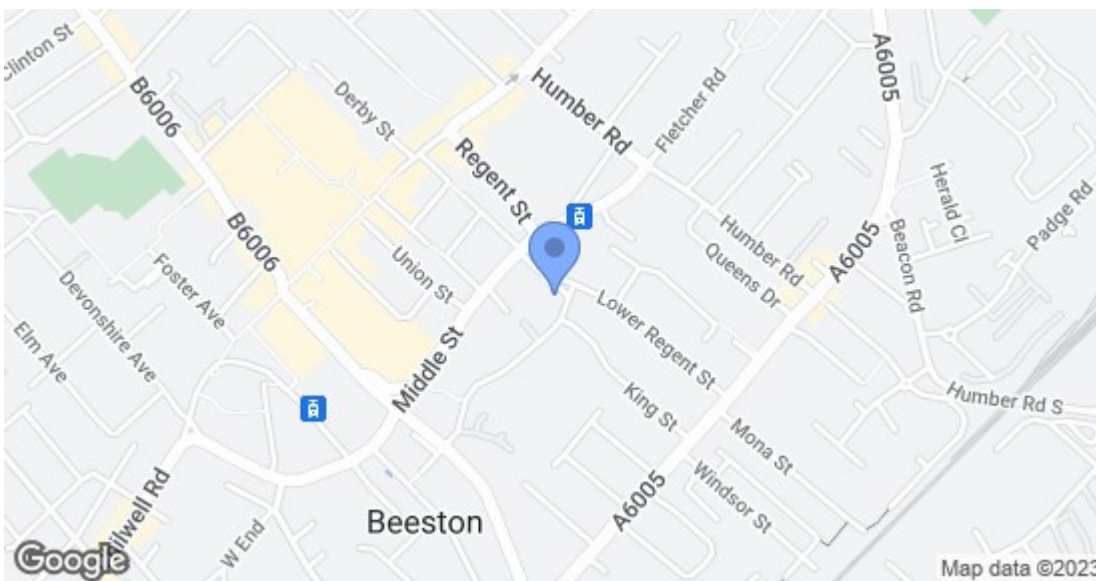 Clinton St
B6006
Derby St
Humber Rd
Fletcher Rd
A6005
Regent St
Herald Cl
Padge Rd
Humber Rd
Beacon Rd
A6005
Queens Dr
B6006
Union St
Foster Ave
Devonshire Ave
Elm Ave
Lower Regent St
Middle St
King St
Humber Rd S
Mona St
Windsor St
A6005
Beeston
W End
Rd
Google
Map data ©2023